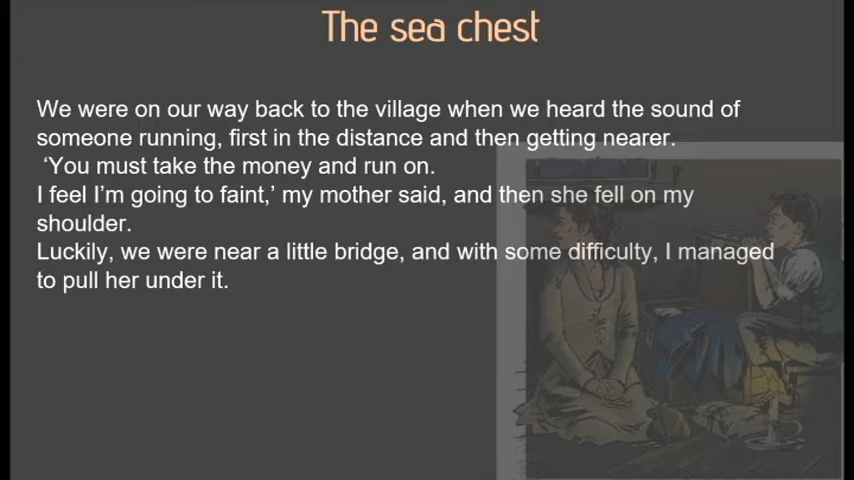 The sea chest
We were on our way back to the village when we heard the sound of
someone running, first in the distance and then getting nearer.
‘You must take the money and run on.
I feel I’m going to faint,’ my mother said, and then she fell on my
shoulder.
Luckily, we were near a little bridge, and with some difficulty, I managed
to pull her under it.